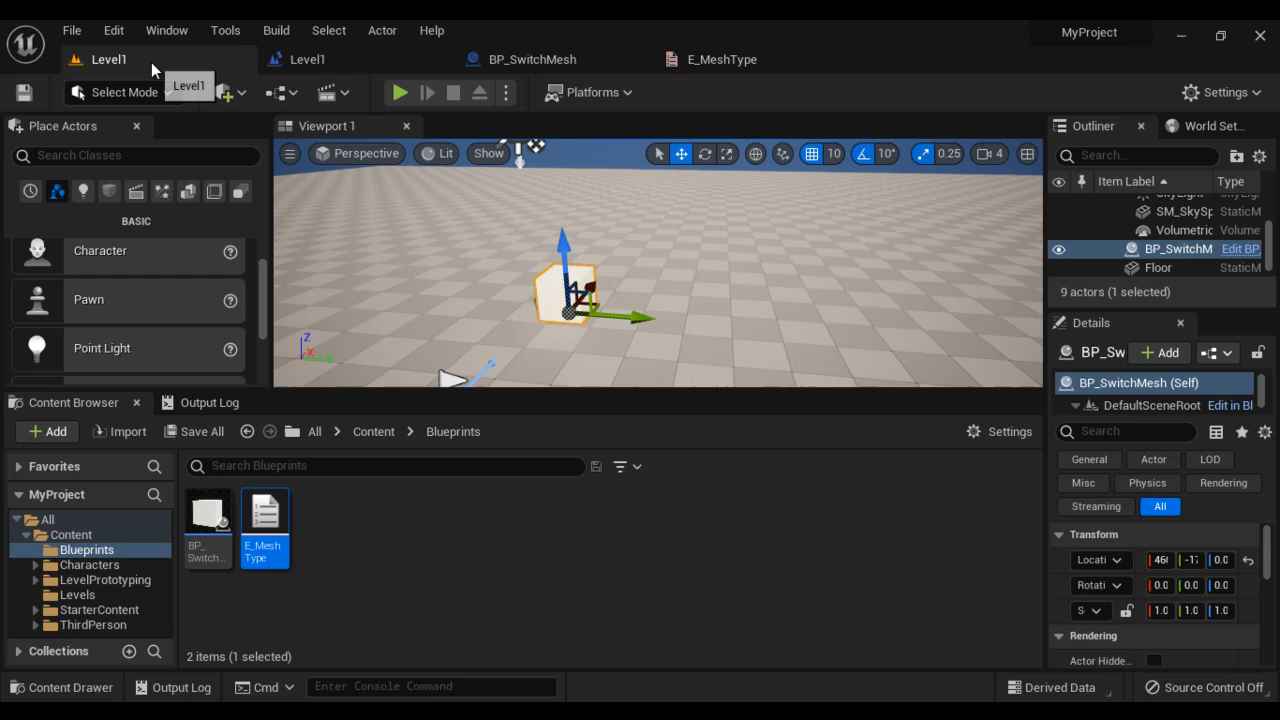 File Edit Window Tools Build Select Actor Help
MyProject
Level1
Level1
BP_SwitchMesh
E_MeshType
Select Mode
Level1
Platforms
Settings
Place Actors
Search Classes
BASIC
Character
Pawn
Point Light
Viewport 1
Perspective
Lit
Show
10
10°
0.25
4
Z
X
Y
Outliner
World Set...
Search...
Item Label
Type
SM_SkySp StaticM
Volumetric Volume
BP_SwitchM Edit BP
Floor StaticM
9 actors (1 selected)
Details
BP_Sw
Add
BP_SwitchMesh (Self)
DefaultSceneRoot Edit in Bl
Search
General Actor LOD
Misc Physics Rendering
Streaming All
Transform
Locati 46( -1 0.0
Rotati 0.0 0.0 0.0
S 1.0 1.0 1.0
Rendering
Actor Hidde...
Content Browser
Output Log
Add
Import
Save All
All
Content
Blueprints
Settings
Favorites
MyProject
All
Content
Blueprints
Characters
LevelPrototyping
Levels
StarterContent
ThirdPerson
Collections
Search Blueprints
BP_
Switch...
E_Mesh
Type
2 items (1 selected)
Content Drawer
Output Log
Cmd
Enter Console Command
Derived Data
Source Control Off